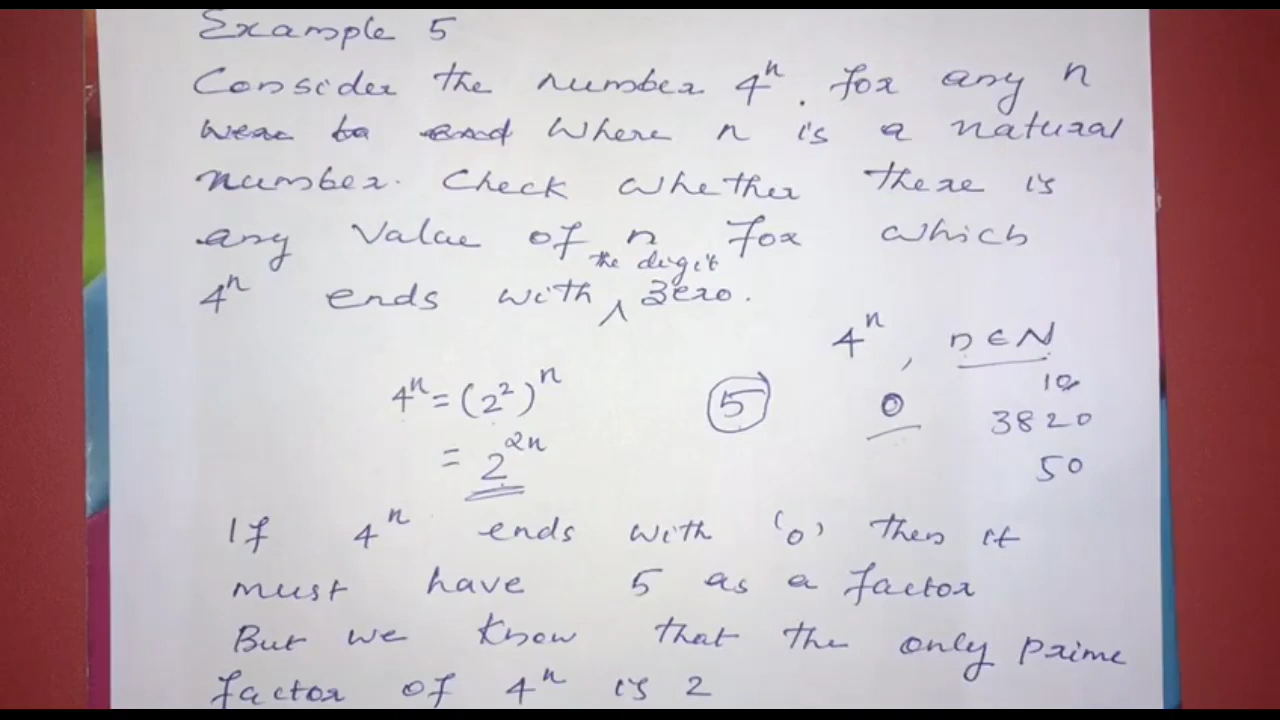 Example 5
Consider the number 4ⁿ. for any n
were to end where n is a natural
number. Check whether there is
any value of n for which
the digit
4ⁿ ends with ∧ zero.
4ⁿ, n ∈ N
4ⁿ = (2²)ⁿ
5
0
10
3820
= 2²ⁿ
50
If 4ⁿ ends with '0' then it
must have 5 as a factor
But we know that the only prime
factor of 4ⁿ is 2